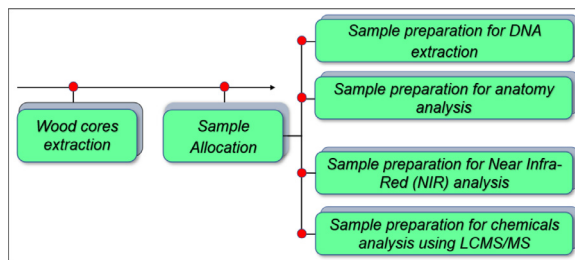 Wood cores
extraction
Sample
Allocation
Sample preparation for DNA
extraction
Sample preparation for anatomy
analysis
Sample preparation for Near Infra-
Red (NIR) analysis
Sample preparation for chemicals
analysis using LCMS/MS